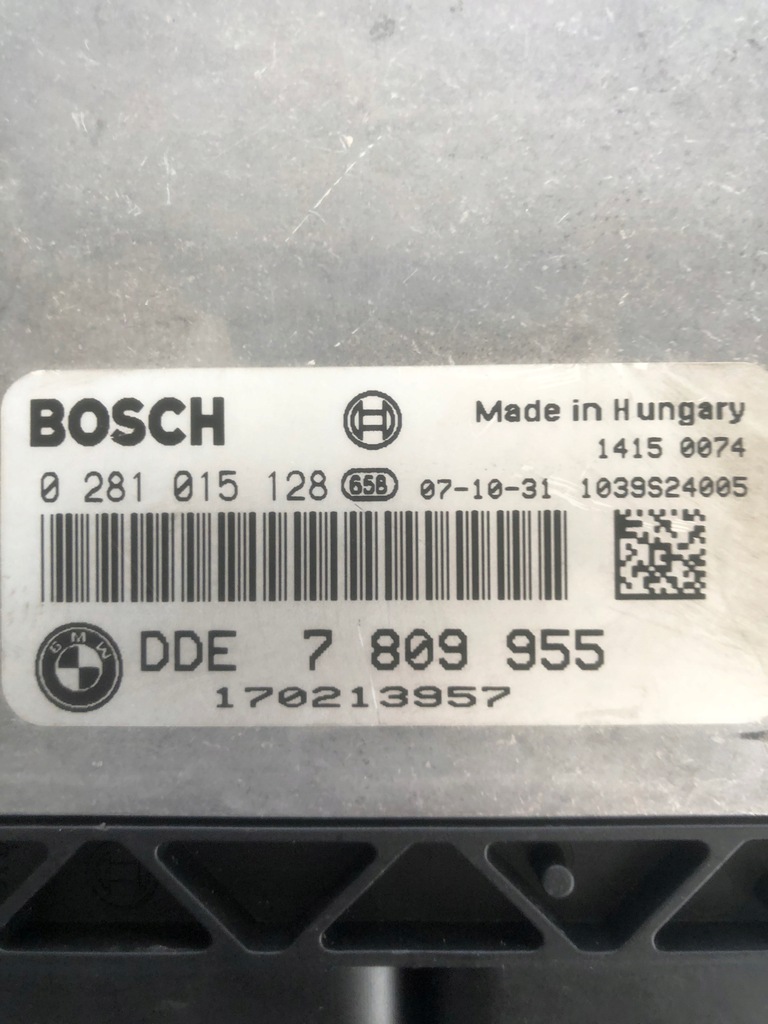 BOSCH
Made in Hungary
1415 0074
0 281 015 128 658 07-10-31 1039S24005
BMW
DDE 7 809 955
170213957